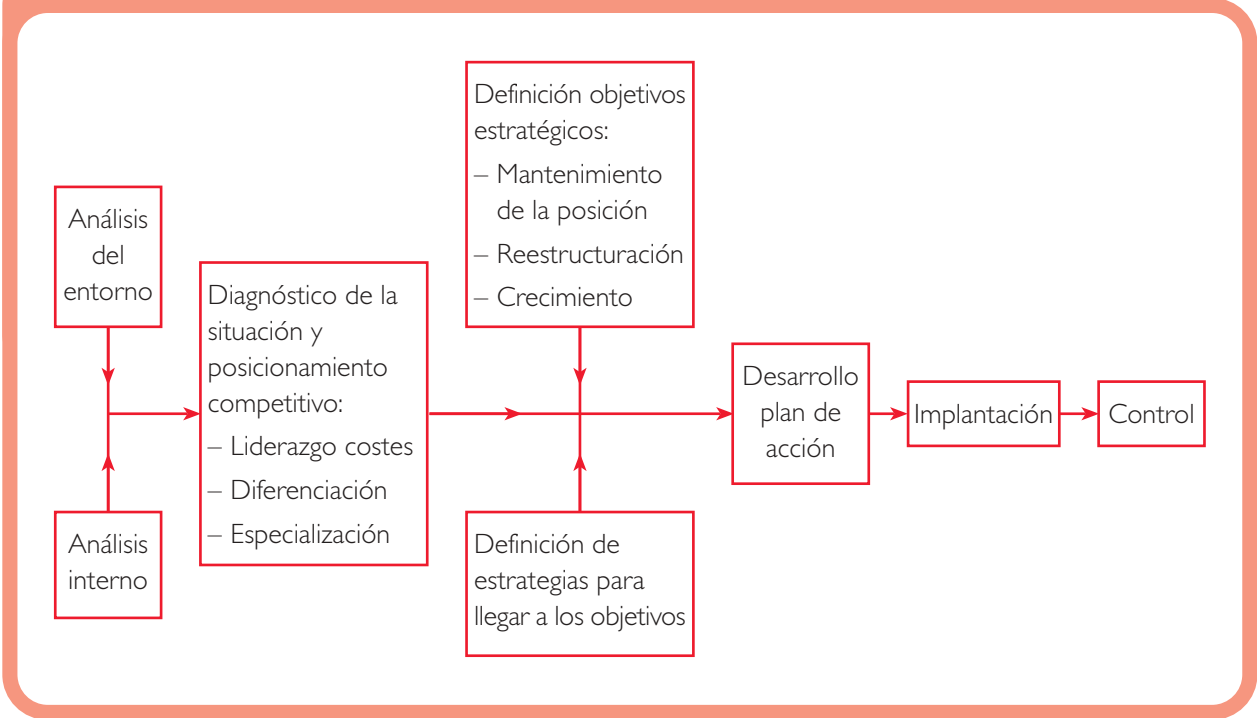 Análisis
del
entorno
Análisis
interno
Diagnóstico de la
situación y
posicionamiento
competitivo:
– Liderazgo costes
– Diferenciación
– Especialización
Definición objetivos
estratégicos:
– Mantenimiento
de la posición
– Reestructuración
– Crecimiento
Definición de
estrategias para
llegar a los objetivos
Desarrollo
plan de
acción
Implantación
Control